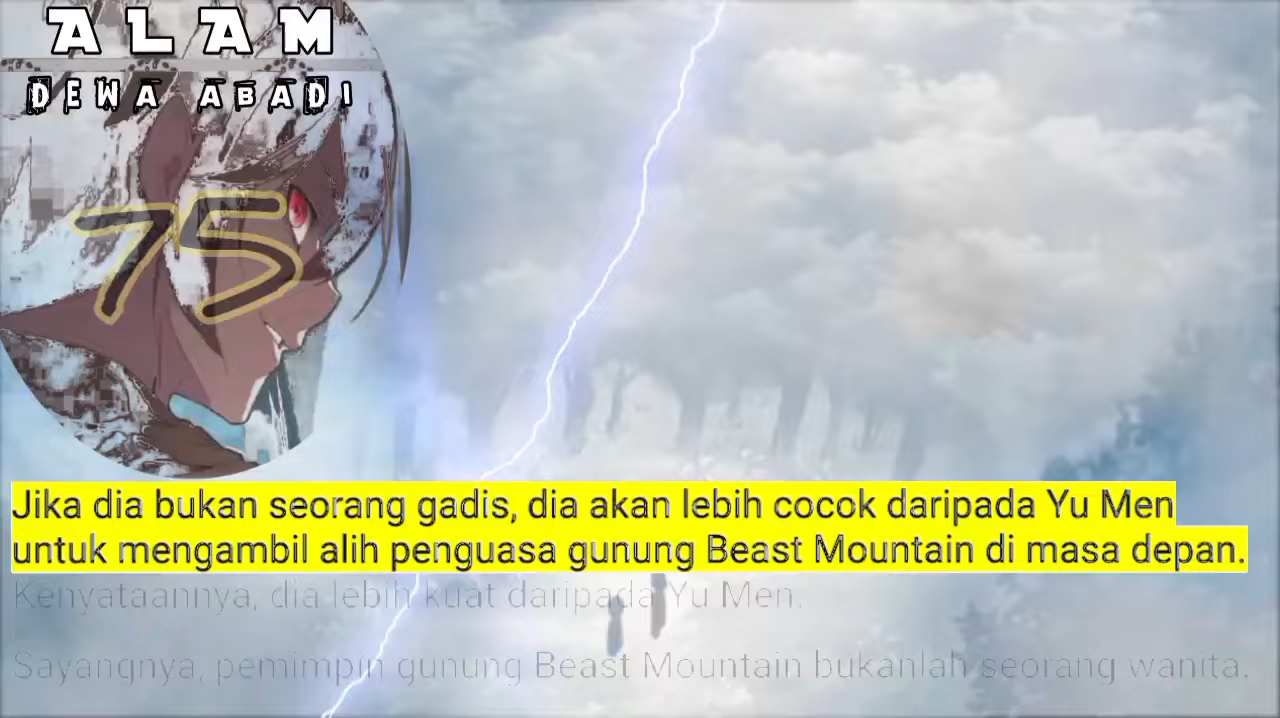 ALAM
DEWA ABADI
75
Jika dia bukan seorang gadis, dia akan lebih cocok daripada Yu Men
untuk mengambil alih penguasa gunung Beast Mountain di masa depan.
Kenyataannya, dia lebih kuat daripada Yu Men.
Sayangnya, pemimpin gunung Beast Mountain bukanlah seorang wanita.